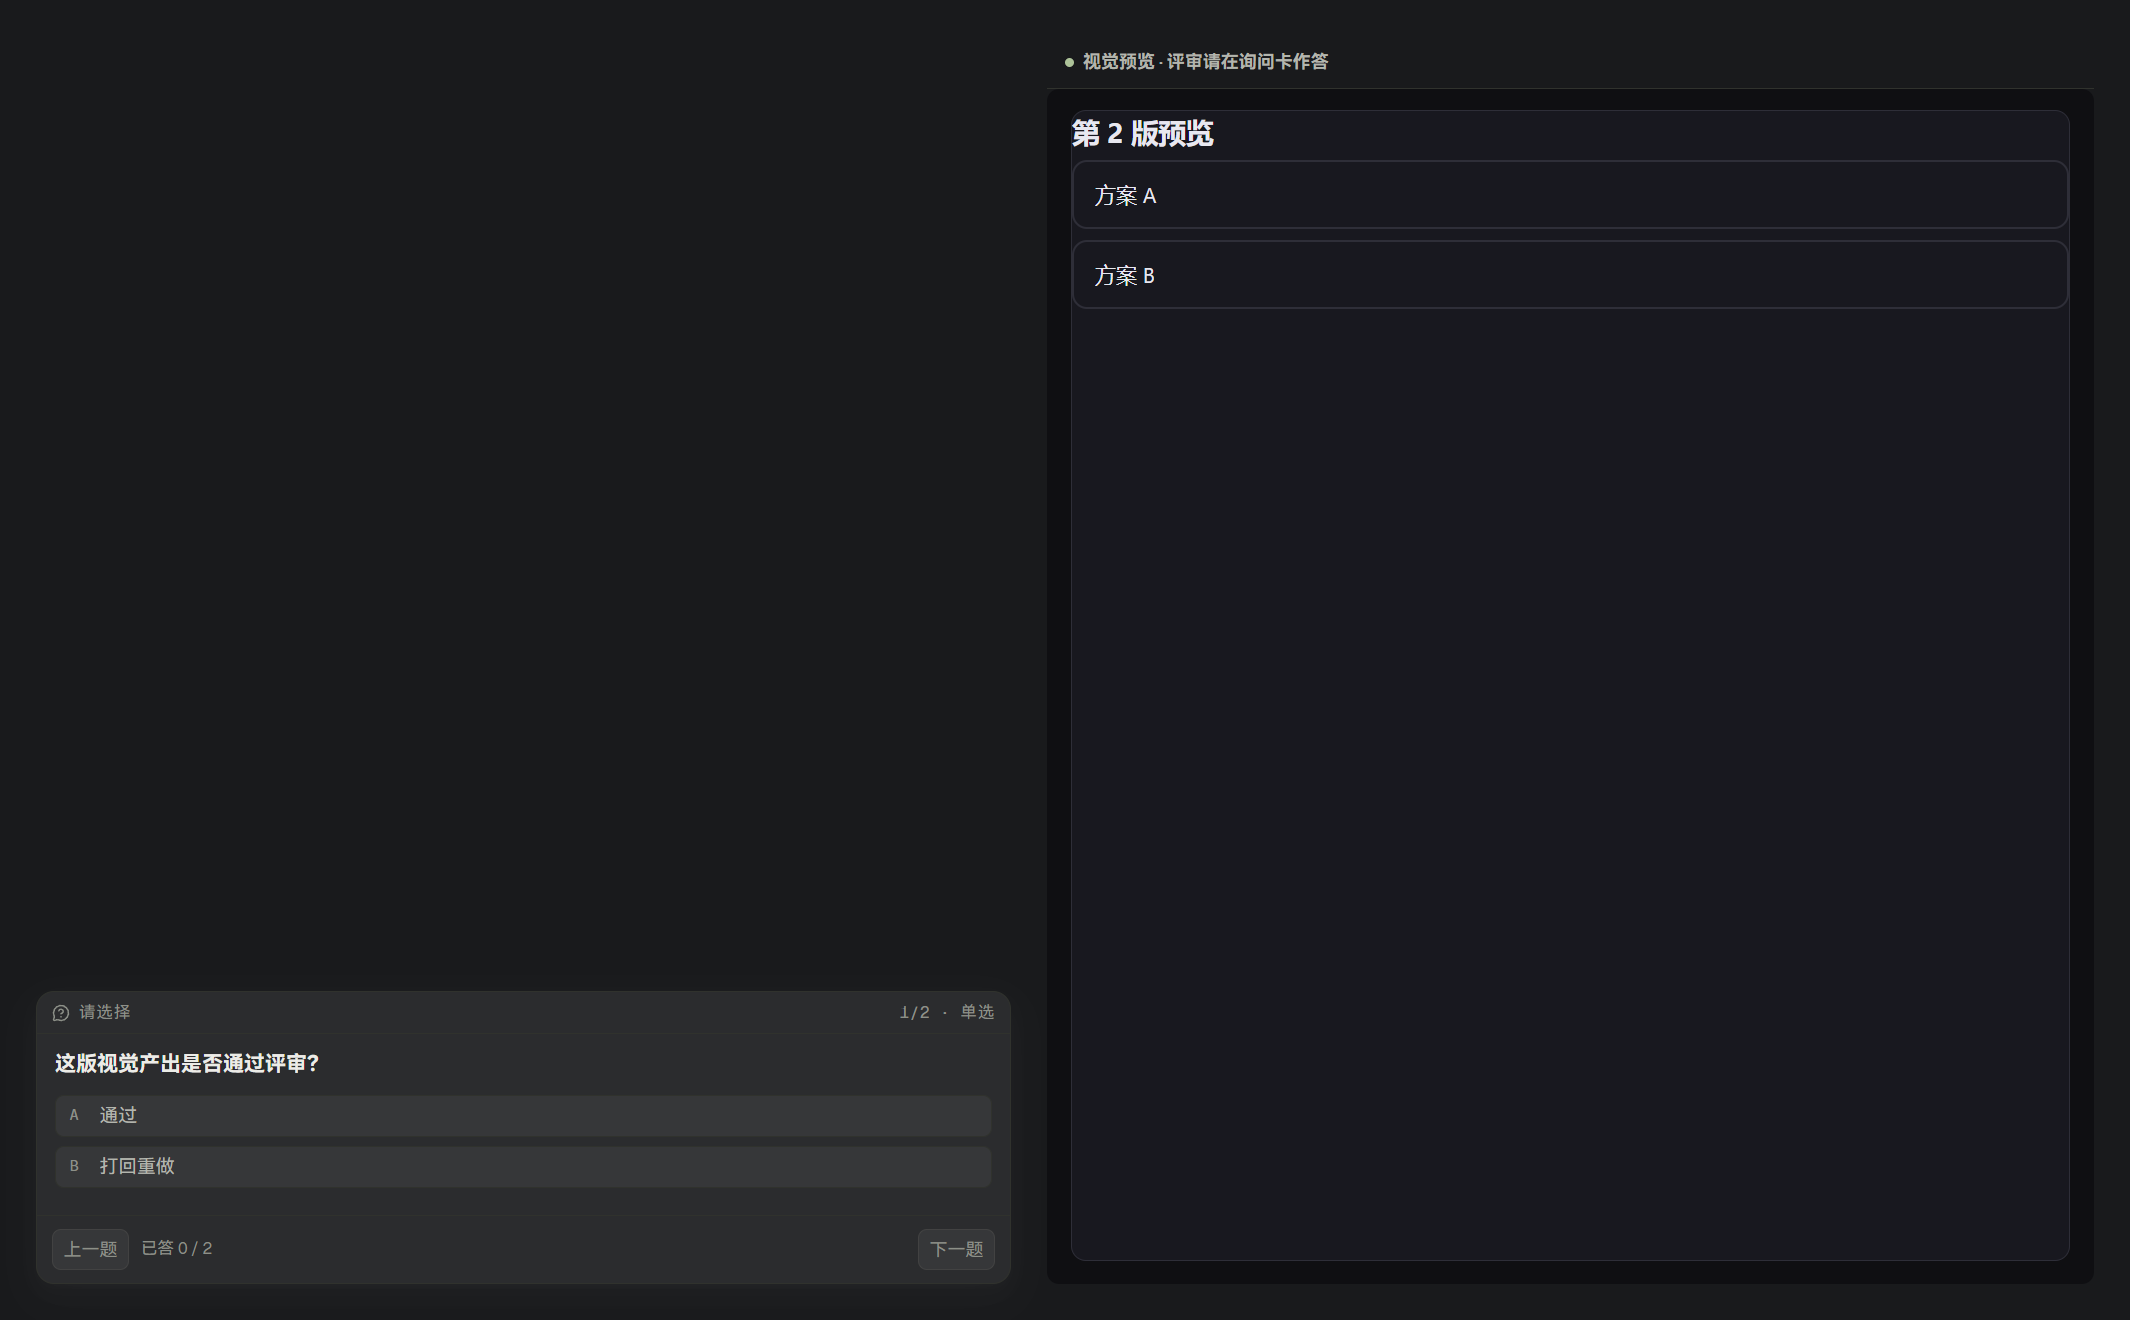 视觉预览 · 评审请在询问卡作答
第 2 版预览
方案 A
方案 B
请选择
1/2 · 单选
这版视觉产出是否通过评审?
A 通过
B 打回重做
上一题 已答 0 / 2 下一题